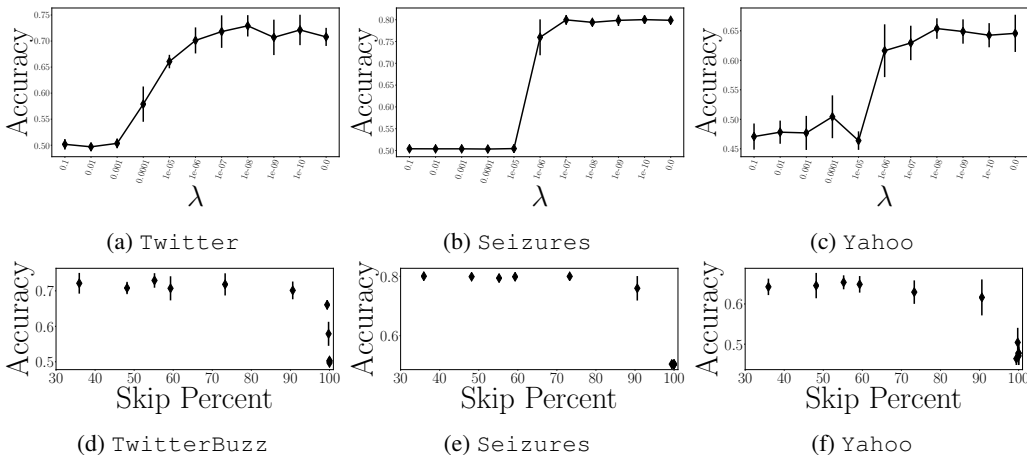 0.75
0.70
0.65
0.60
0.55
0.50
Accuracy
0.1
0.01
0.001
0.0001
1e-05
1e-06
1e-07
1e-08
1e-09
1e-10
0.0
λ
(a) Twitter
0.80
0.75
0.70
0.65
0.60
0.55
0.50
Accuracy
0.1
0.01
0.001
0.0001
1e-05
1e-06
1e-07
1e-08
1e-09
1e-10
0.0
λ
(b) Seizures
0.65
0.60
0.55
0.50
0.45
Accuracy
0.1
0.01
0.001
0.0001
1e-05
1e-06
1e-07
1e-08
1e-09
1e-10
0.0
λ
(c) Yahoo
Accuracy
0.7
0.6
0.5
30 40 50 60 70 80 90 100
Skip Percent
(d) TwitterBuzz
Accuracy
0.8
0.6
30 40 50 60 70 80 90 100
Skip Percent
(e) Seizures
Accuracy
0.6
0.5
30 40 50 60 70 80 90 100
Skip Percent
(f) Yahoo